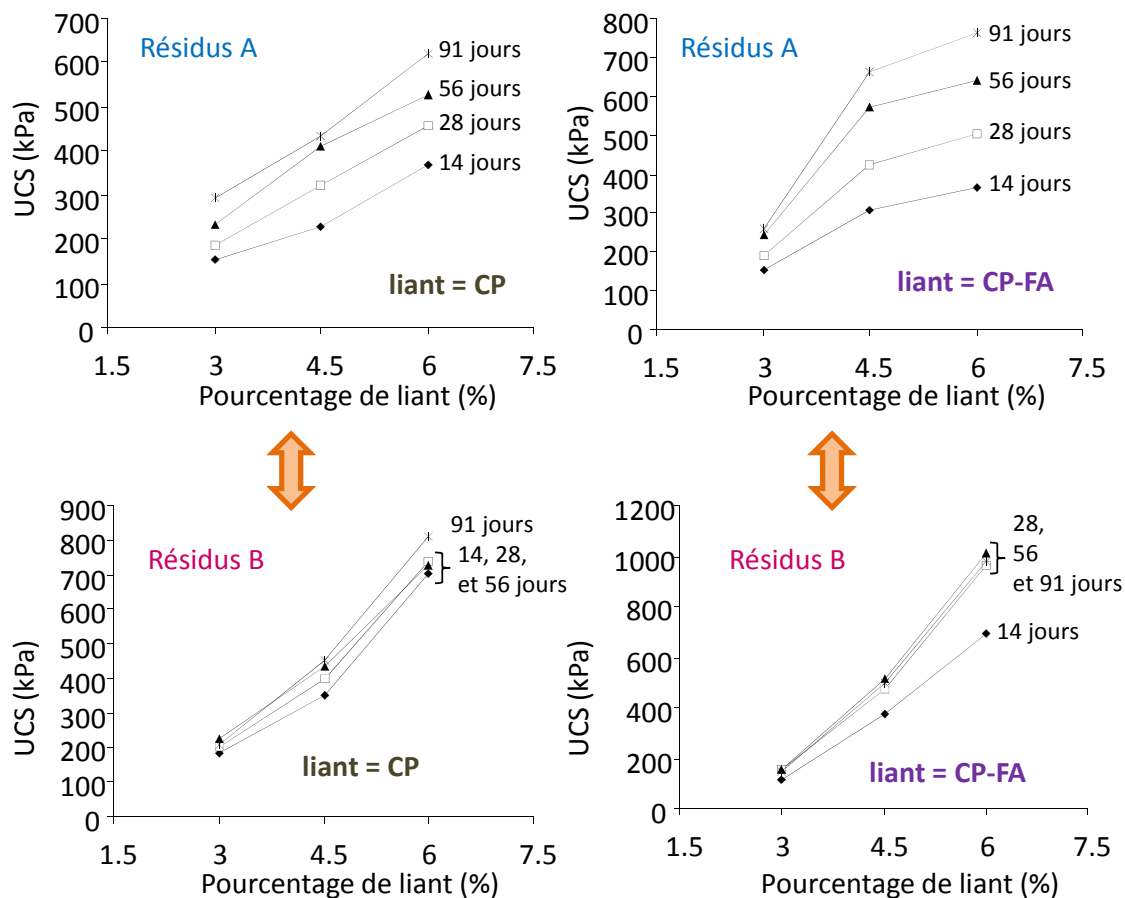 700
600
500
400
300
200
100
0
UCS (kPa)
Résidus A
91 jours
56 jours
28 jours
14 jours
liant = CP
1.5 3 4.5 6 7.5
Pourcentage de liant (%)
800
700
600
500
400
300
200
100
0
UCS (kPa)
Résidus A
91 jours
56 jours
28 jours
14 jours
liant = CP-FA
1.5 3 4.5 6 7.5
Pourcentage de liant (%)
900
800
700
600
500
400
300
200
100
0
UCS (kPa)
Résidus B
91 jours
14, 28,
et 56 jours
liant = CP
1.5 3 4.5 6 7.5
Pourcentage de liant (%)
1200
1000
800
600
400
200
0
UCS (kPa)
Résidus B
28,
56
et 91 jours
14 jours
liant = CP-FA
1.5 3 4.5 6 7.5
Pourcentage de liant (%)